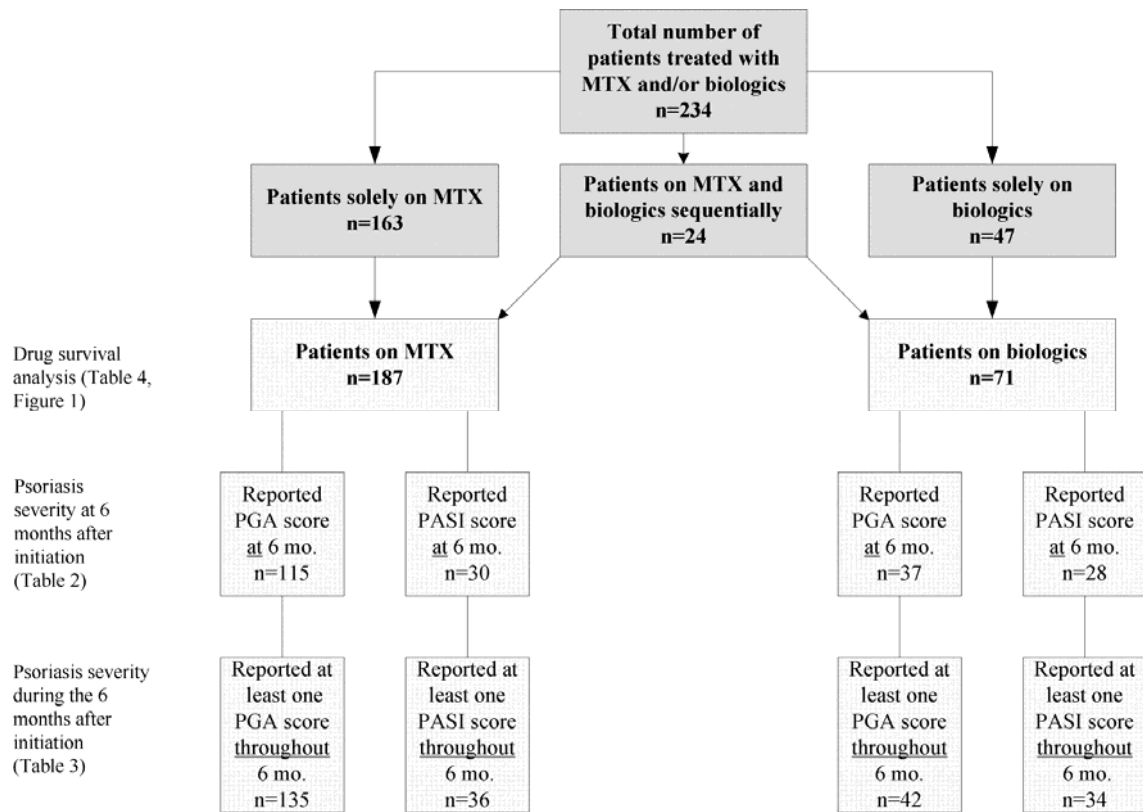 Total number of
patients treated with
MTX and/or biologics
n=234
Patients solely on MTX
n=163
Patients on MTX and
biologics sequentially
n=24
Patients solely on
biologics
n=47
Drug survival
analysis (Table 4,
Figure 1)
Patients on MTX
n=187
Patients on biologics
n=71
Psoriasis
severity at 6
months after
initiation
(Table 2)
Reported
PGA score
at 6 mo.
n=115
Reported
PASI score
at 6 mo.
n=30
Reported
PGA score
at 6 mo.
n=37
Reported
PASI score
at 6 mo.
n=28
Psoriasis severity
during the 6
months after
initiation
(Table 3)
Reported at
least one
PGA score
throughout
6 mo.
n=135
Reported at
least one
PASI score
throughout
6 mo.
n=36
Reported at
least one
PGA score
throughout
6 mo.
n=42
Reported at
least one
PASI score
throughout
6 mo.
n=34